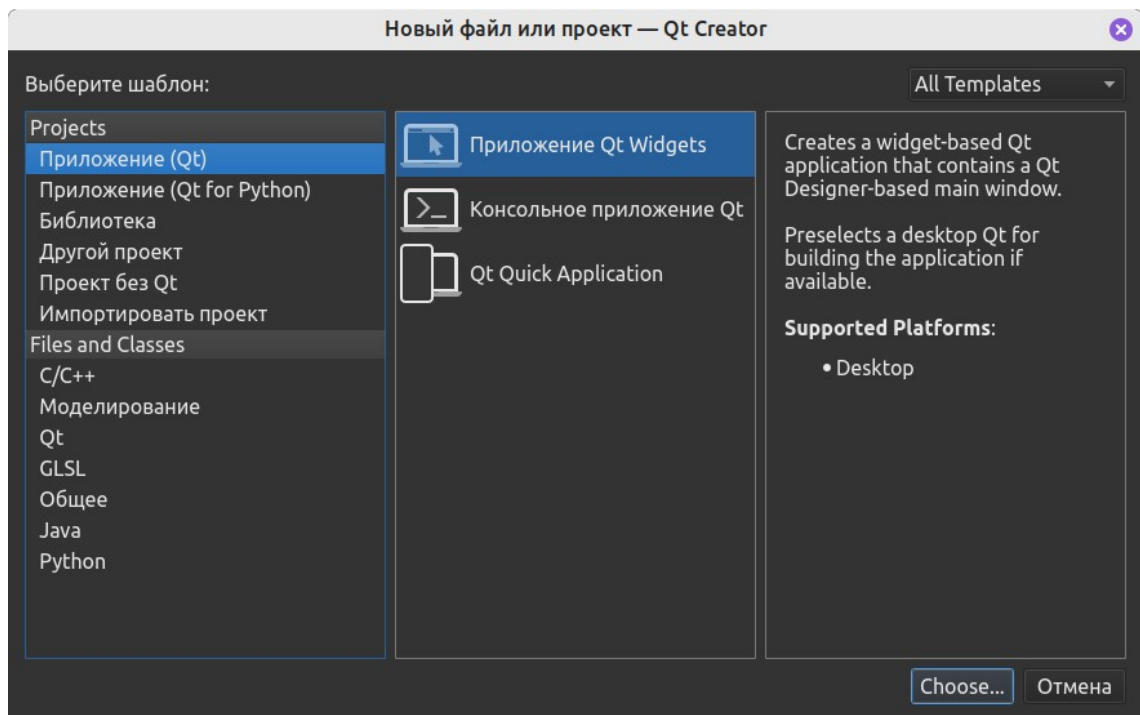 Новый файл или проект — Qt Creator
Выберите шаблон:
All Templates
Projects
Приложение (Qt)
Приложение (Qt for Python)
Библиотека
Другой проект
Проект без Qt
Импортировать проект
Files and Classes
C/C++
Моделирование
Qt
GLSL
Общее
Java
Python
Приложение Qt Widgets
Консольное приложение Qt
Qt Quick Application
Creates a widget-based Qt
application that contains a Qt
Designer-based main window.
Preselects a desktop Qt for
building the application if
available.
Supported Platforms:
• Desktop
Choose...
Отмена